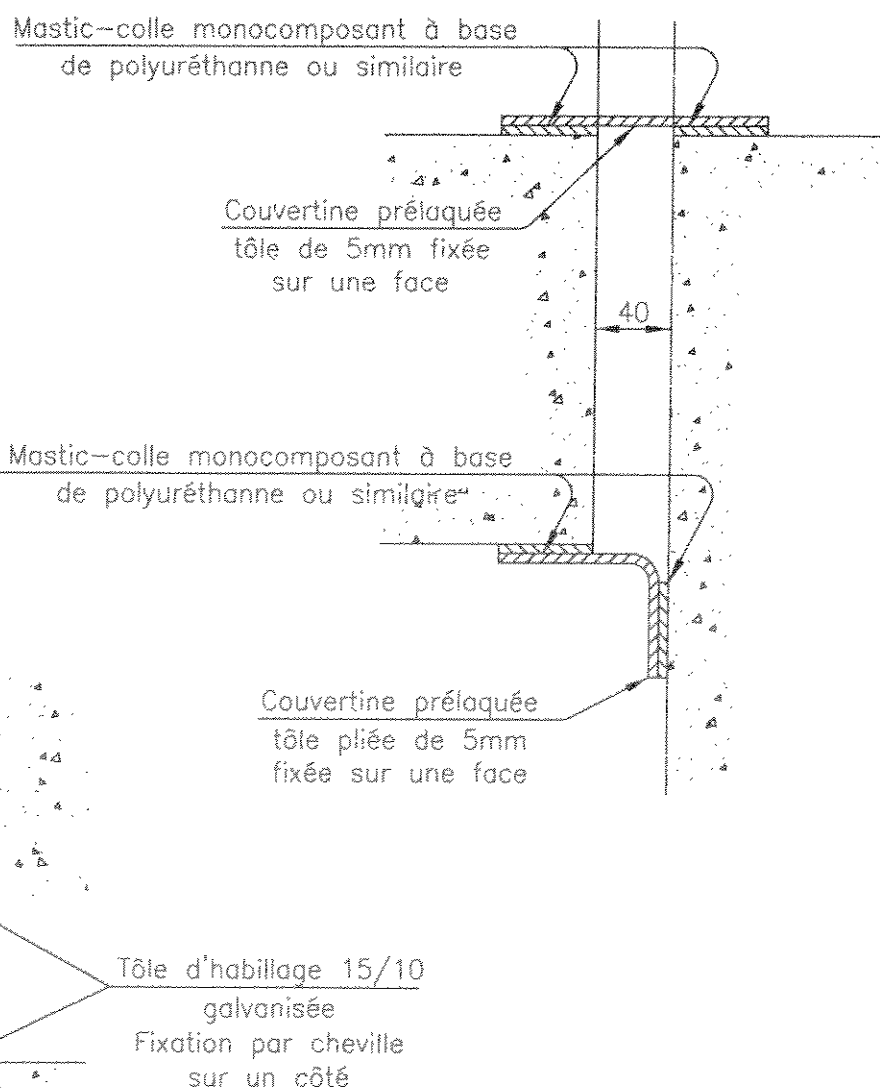 Mastic-colle monocomposant à base
de polyuréthanne ou similaire
Couvertine prélaquée
tôle de 5mm fixée
sur une face
40
Mastic-colle monocomposant à base
de polyuréthanne ou similaire
Couvertine prélaquée
tôle pliée de 5mm
fixée sur une face
Tôle d'habillage 15/10
galvanisée
Fixation par cheville
sur un côté